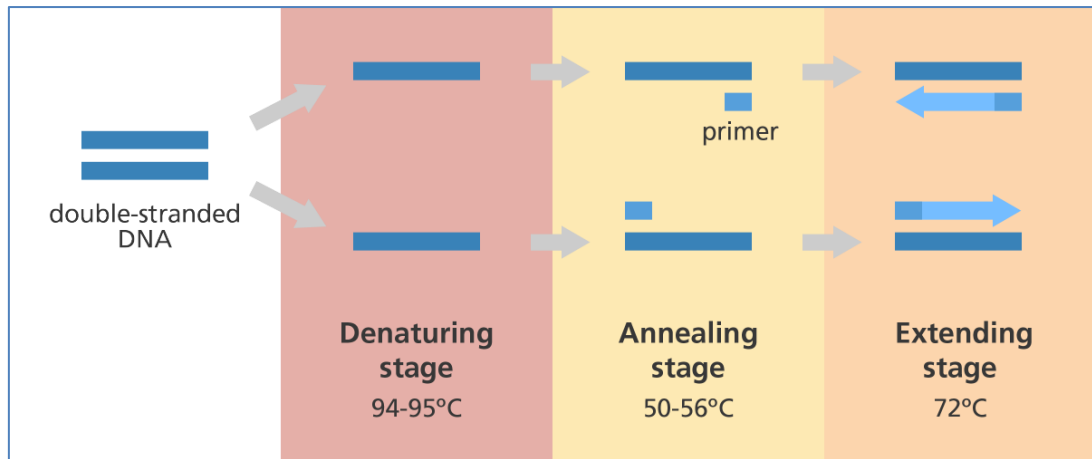 primer
double-stranded
DNA
Denaturing
stage
94-95ºC
Annealing
stage
50-56ºC
Extending
stage
72ºC